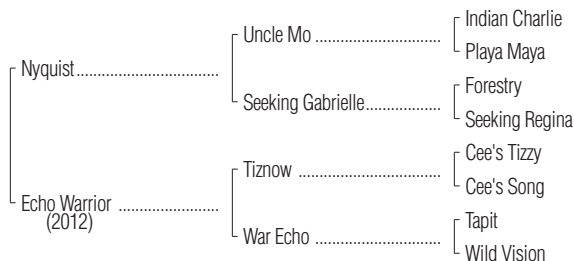 Indian Charlie
Uncle Mo ........................................
Playa Maya
Nyquist.............................................
Forestry
Seeking Gabrielle........................
Seeking Regina
Cee's Tizzy
Tiznow .............................................
Cee's Song
Echo Warrior ................................
(2012)
Tapit
War Echo ........................................
Wild Vision